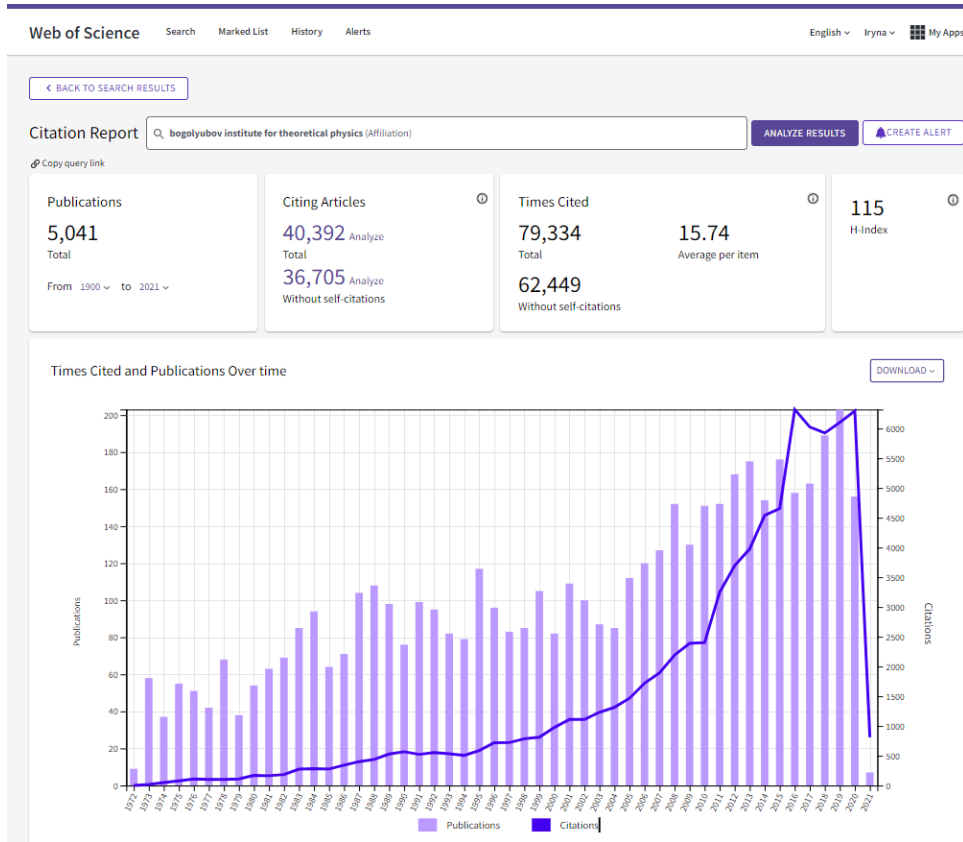 Web of Science Search Marked List History Alerts English Iryna My Apps
BACK TO SEARCH RESULTS
Citation Report bogolyubov institute for theoretical physics (Affiliation) ANALYZE RESULTS CREATE ALERT
Copy query link
Publications
5,041
Total
From 1900 to 2021
Citing Articles
40,392 Analyze
Total
36,705 Analyze
Without self-citations
Times Cited
79,334 15.74
Total Average per item
62,449
Without self-citations
115
H-Index
Times Cited and Publications Over time DOWNLOAD
200
180
160
140
120
100
80
60
40
20
0
Publications
6000
5500
5000
4500
4000
3500
3000
2500
2000
1500
1000
500
0
Citations
1972 1973 1974 1975 1976 1977 1978 1979 1980 1981 1982 1983 1984 1985 1986 1987 1988 1989 1990 1991 1992 1993 1994 1995 1996 1997 1998 1999 2000 2001 2002 2003 2004 2005 2006 2007 2008 2009 2010 2011 2012 2013 2014 2015 2016 2017 2018 2019 2020 2021
Publications Citations